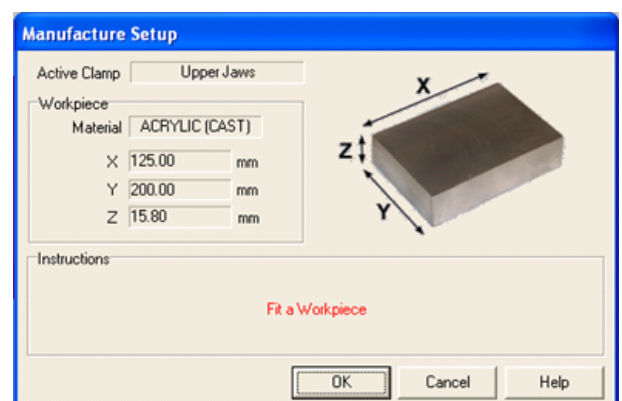 Manufacture Setup
Active Clamp Upper Jaws
Workpiece
Material ACRYLIC (CAST)
X 125.00 mm
Y 200.00 mm
Z 15.80 mm
X
Z
Y
Instructions
Fit a Workpiece
OK Cancel Help